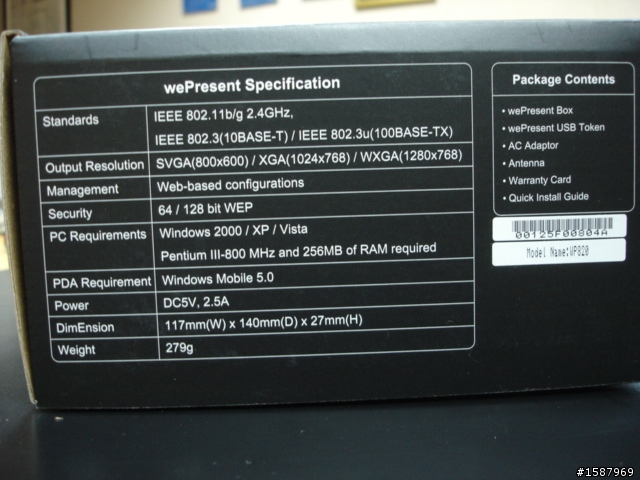 wePresent Specification
Standards
IEEE 802.11b/g 2.4GHz,
IEEE 802.3(10BASE-T) / IEEE 802.3u(100BASE-TX)
Output Resolution SVGA(800x600) / XGA(1024x768) / WXGA(1280x768)
Management Web-based configurations
Security 64 / 128 bit WEP
PC Requirements Windows 2000 / XP / Vista
Pentium III-800 MHz and 256MB of RAM required
PDA Requirement Windows Mobile 5.0
Power DC5V, 2.5A
DimEnsion 117mm(W) x 140mm(D) x 27mm(H)
Weight 279g
Package Contents
• wePresent Box
• wePresent USB Token
• AC Adaptor
• Antenna
• Warranty Card
• Quick Install Guide
00125F00804A
Model Name:WP820
#1587969